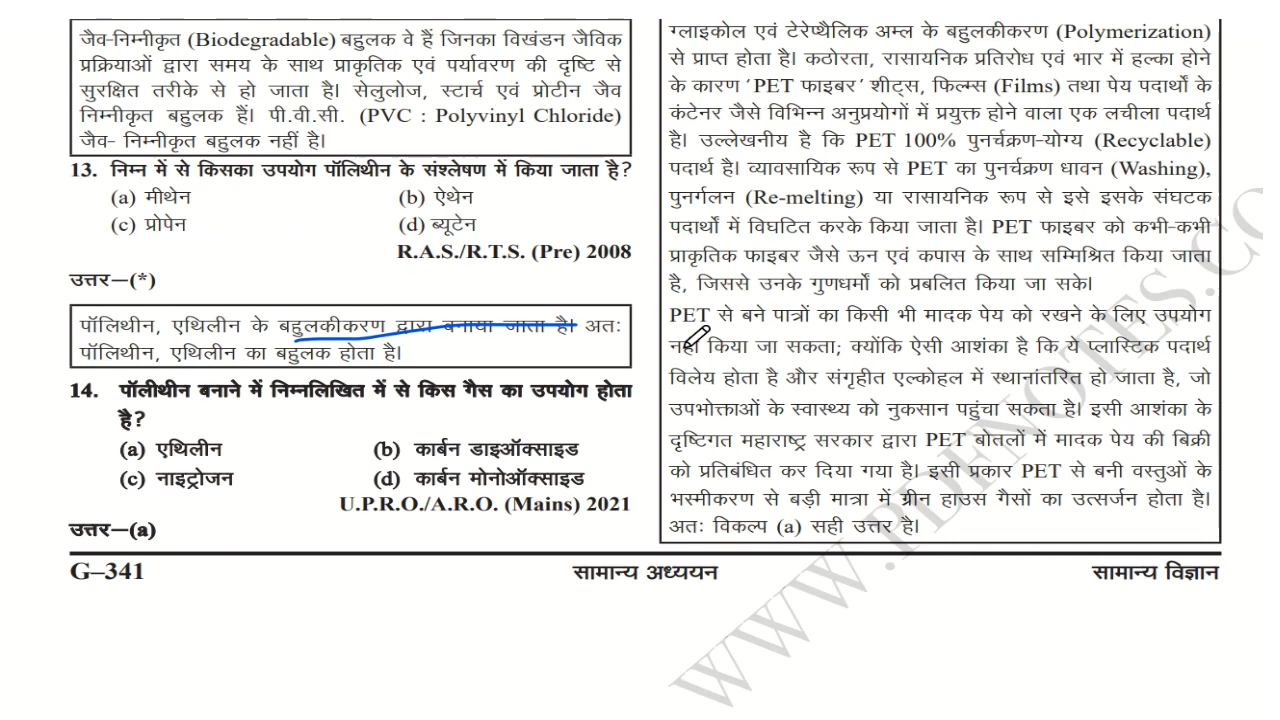 जैव-निम्नीकृत (Biodegradable) बहुलक वे हैं जिनका विखंडन जैविक
प्रक्रियाओं द्वारा समय के साथ प्राकृतिक एवं पर्यावरण की दृष्टि से
सुरक्षित तरीके से हो जाता है। सेलुलोज, स्टार्च एवं प्रोटीन जैव
निम्नीकृत बहुलक हैं। पी.वी.सी. (PVC : Polyvinyl Chloride)
जैव- निम्नीकृत बहुलक नहीं है।
13. निम्न में से किसका उपयोग पॉलिथीन के संश्लेषण में किया जाता है?
(a) मीथेन (b) ऐथेन
(c) प्रोपेन (d) ब्यूटेन
R.A.S./R.T.S. (Pre) 2008
उत्तर—(*)
पॉलिथीन, एथिलीन के बहुलकीकरण द्वारा बनाया जाता है। अतः
पॉलिथीन, एथिलीन का बहुलक होता है।
14. पॉलीथीन बनाने में निम्नलिखित में से किस गैस का उपयोग होता
है?
(a) एथिलीन (b) कार्बन डाइऑक्साइड
(c) नाइट्रोजन (d) कार्बन मोनोऑक्साइड
U.P.R.O./A.R.O. (Mains) 2021
उत्तर—(a)
ग्लाइकोल एवं टेरेप्थैलिक अम्ल के बहुलकीकरण (Polymerization)
से प्राप्त होता है। कठोरता, रासायनिक प्रतिरोध एवं भार में हल्का होने
के कारण ‘PET फाइबर’ शीट्स, फिल्म्स (Films) तथा पेय पदार्थों के
कंटेनर जैसे विभिन्न अनुप्रयोगों में प्रयुक्त होने वाला एक लचीला पदार्थ
है। उल्लेखनीय है कि PET 100% पुनर्चक्रण-योग्य (Recyclable)
पदार्थ है। व्यावसायिक रूप से PET का पुनर्चक्रण धावन (Washing),
पुनर्गलन (Re-melting) या रासायनिक रूप से इसे इसके संघटक
पदार्थों में विघटित करके किया जाता है। PET फाइबर को कभी-कभी
प्राकृतिक फाइबर जैसे ऊन एवं कपास के साथ सम्मिश्रित किया जाता
है, जिससे उनके गुणधर्मों को प्रबलित किया जा सके।
PET से बने पात्रों का किसी भी मादक पेय को रखने के लिए उपयोग
नहीं किया जा सकता; क्योंकि ऐसी आशंका है कि ये प्लास्टिक पदार्थ
विलेय होता है और संगृहीत एल्कोहल में स्थानांतरित हो जाता है, जो
उपभोक्ताओं के स्वास्थ्य को नुकसान पहुंचा सकता है। इसी आशंका के
दृष्टिगत महाराष्ट्र सरकार द्वारा PET बोतलों में मादक पेय की बिक्री
को प्रतिबंधित कर दिया गया है। इसी प्रकार PET से बनी वस्तुओं के
भस्मीकरण से बड़ी मात्रा में ग्रीन हाउस गैसों का उत्सर्जन होता है।
अतः विकल्प (a) सही उत्तर है।
G–341 सामान्य अध्ययन सामान्य विज्ञान
WWW.PDFNOTES.CO